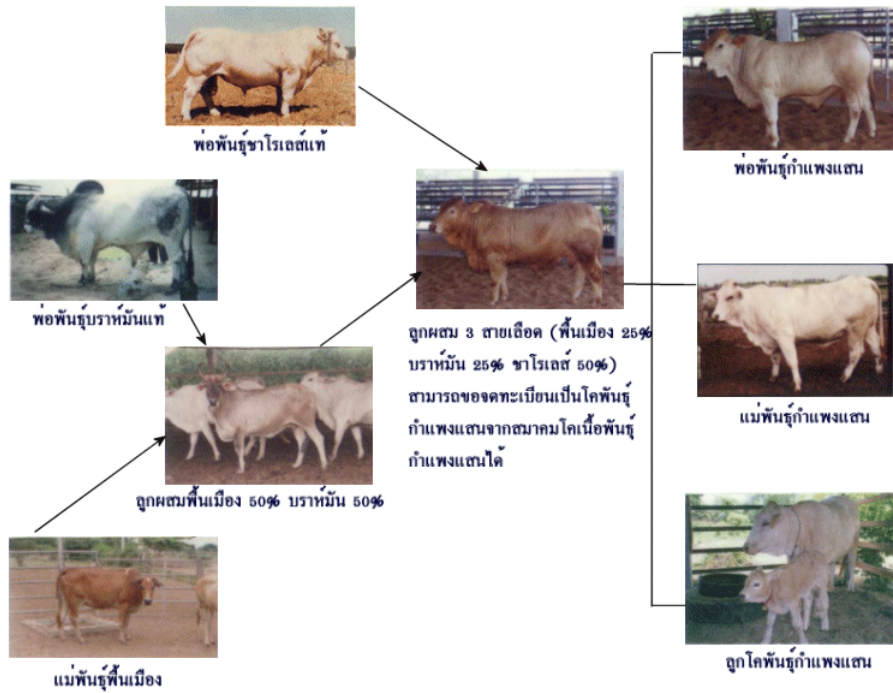 พ่อพันธุ์ชาโรเลส์แท้
พ่อพันธุ์กำแพงแสน
พ่อพันธุ์บราห์มันแท้
ลูกผสม 3 สายเลือด (พื้นเมือง 25%
บราห์มัน 25% ชาโรเลส์ 50%)
สามารถขอจดทะเบียนเป็นโคพันธุ์
กำแพงแสนจากสมาคมโคเนื้อพันธุ์
กำแพงแสนได้
แม่พันธุ์กำแพงแสน
ลูกผสมพื้นเมือง 50% บราห์มัน 50%
แม่พันธุ์พื้นเมือง
ลูกโคพันธุ์กำแพงแสน